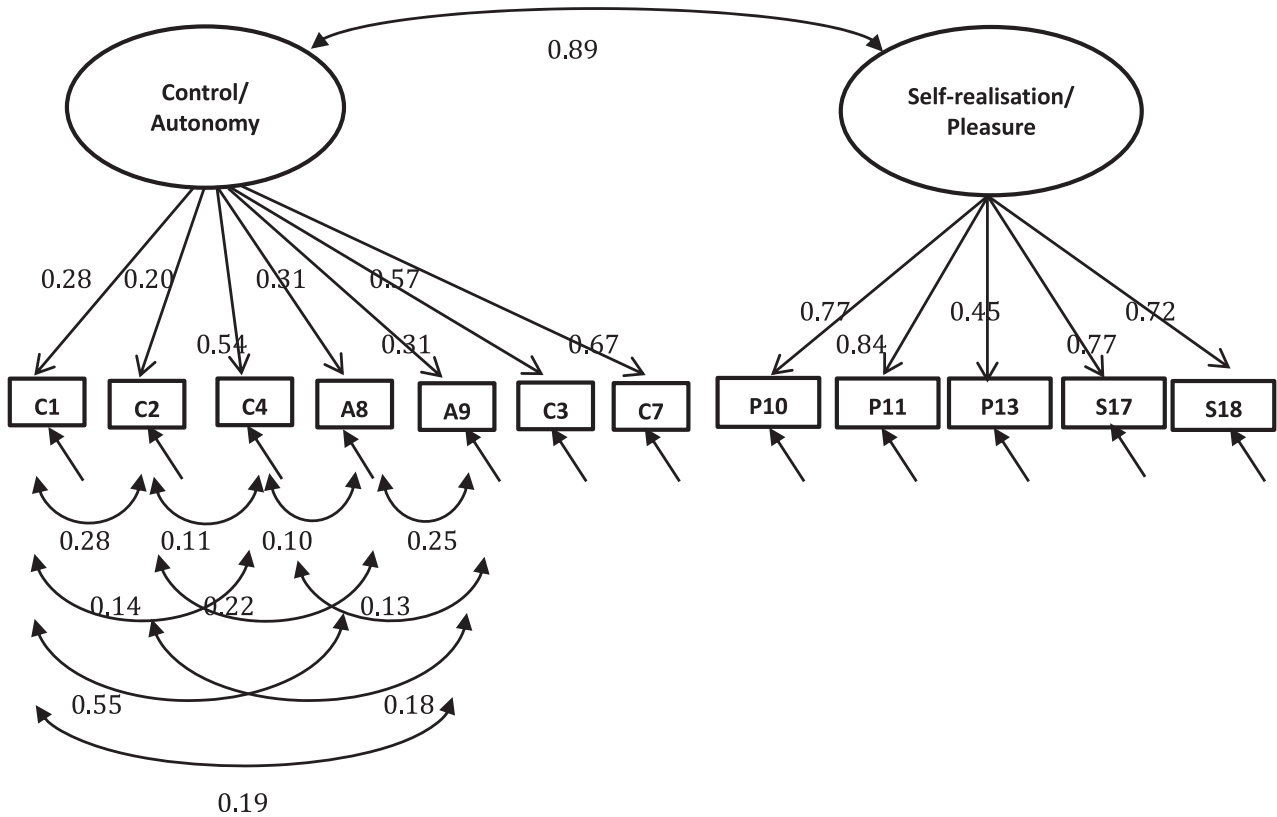 0.89
Control/
Autonomy
Self-realisation/
Pleasure
0.28 0.20 0.31 0.57
0.77 0.45 0.72
0.54 0.31 0.67
0.84 0.77
C1 C2 C4 A8 A9 C3 C7 P10 P11 P13 S17 S18
0.28 0.11 0.10 0.25
0.14 0.22 0.13
0.55 0.18
0.19